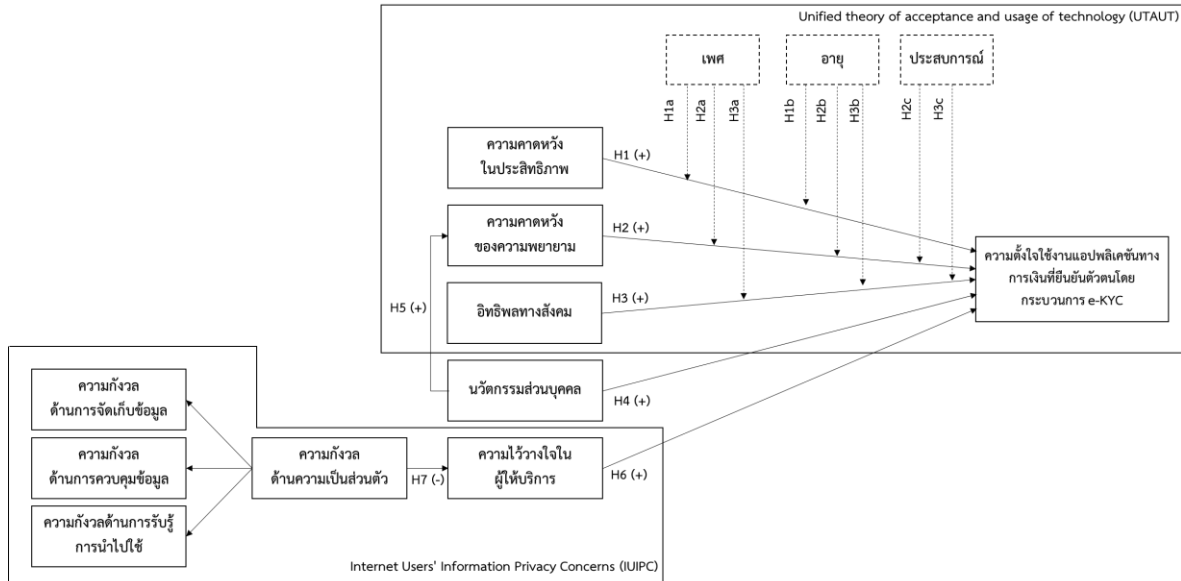 Unified theory of acceptance and usage of technology (UTAUT)
เพศ
อายุ
ประสบการณ์
H1a
H2a
H3a
H1b
H2b
H3b
H2c
H3c
ความคาดหวัง
ในประสิทธิภาพ
H1 (+)
ความคาดหวัง
ของความพยายาม
H2 (+)
ความตั้งใจใช้งานแอปพลิเคชันทาง
การเงินที่ยืนยันตัวตนโดย
กระบวนการ e-KYC
H5 (+)
อิทธิพลทางสังคม
H3 (+)
นวัตกรรมส่วนบุคคล
H4 (+)
ความกังวล
ด้านการจัดเก็บข้อมูล
ความกังวล
ด้านการควบคุมข้อมูล
ความกังวล
ด้านความเป็นส่วนตัว
H7 (-)
ความไว้วางใจใน
ผู้ให้บริการ
H6 (+)
ความกังวลด้านการรับรู้
การนำไปใช้
Internet Users' Information Privacy Concerns (IUIPC)